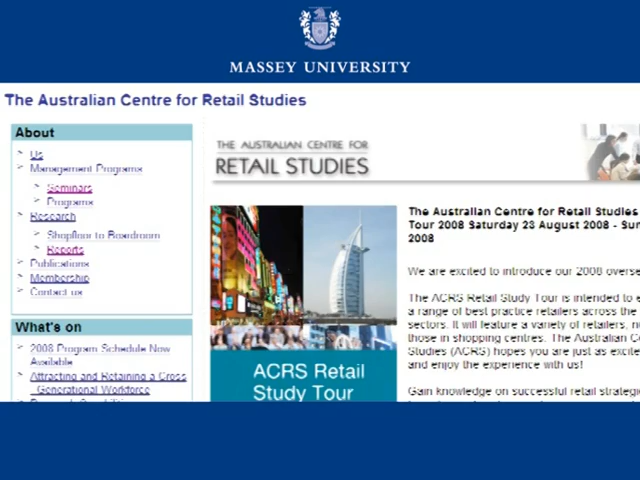 MASSEY UNIVERSITY
The Australian Centre for Retail Studies
About
Us
Management Programs
Seminars
Programs
Research
Shopfloor to Boardroom
Reports
Publications
Membership
Contact us
What's on
2008 Program Schedule Now
Available
Attracting and Retaining a Cross
Generational Workforce
THE AUSTRALIAN CENTRE FOR
RETAIL STUDIES
ACRS Retail
Study Tour
The Australian Centre for Retail Studies
Tour 2008 Saturday 23 August 2008 - Sun
2008
We are excited to introduce our 2008 overse
The ACRS Retail Study Tour is intended to e
a range of best practice retailers across the
sectors. It will feature a variety of retailers,
those in shopping centres. The Australian C
Studies (ACRS) hopes you are just as excite
and enjoy the experience with us!
Gain knowledge on successful retail strategi